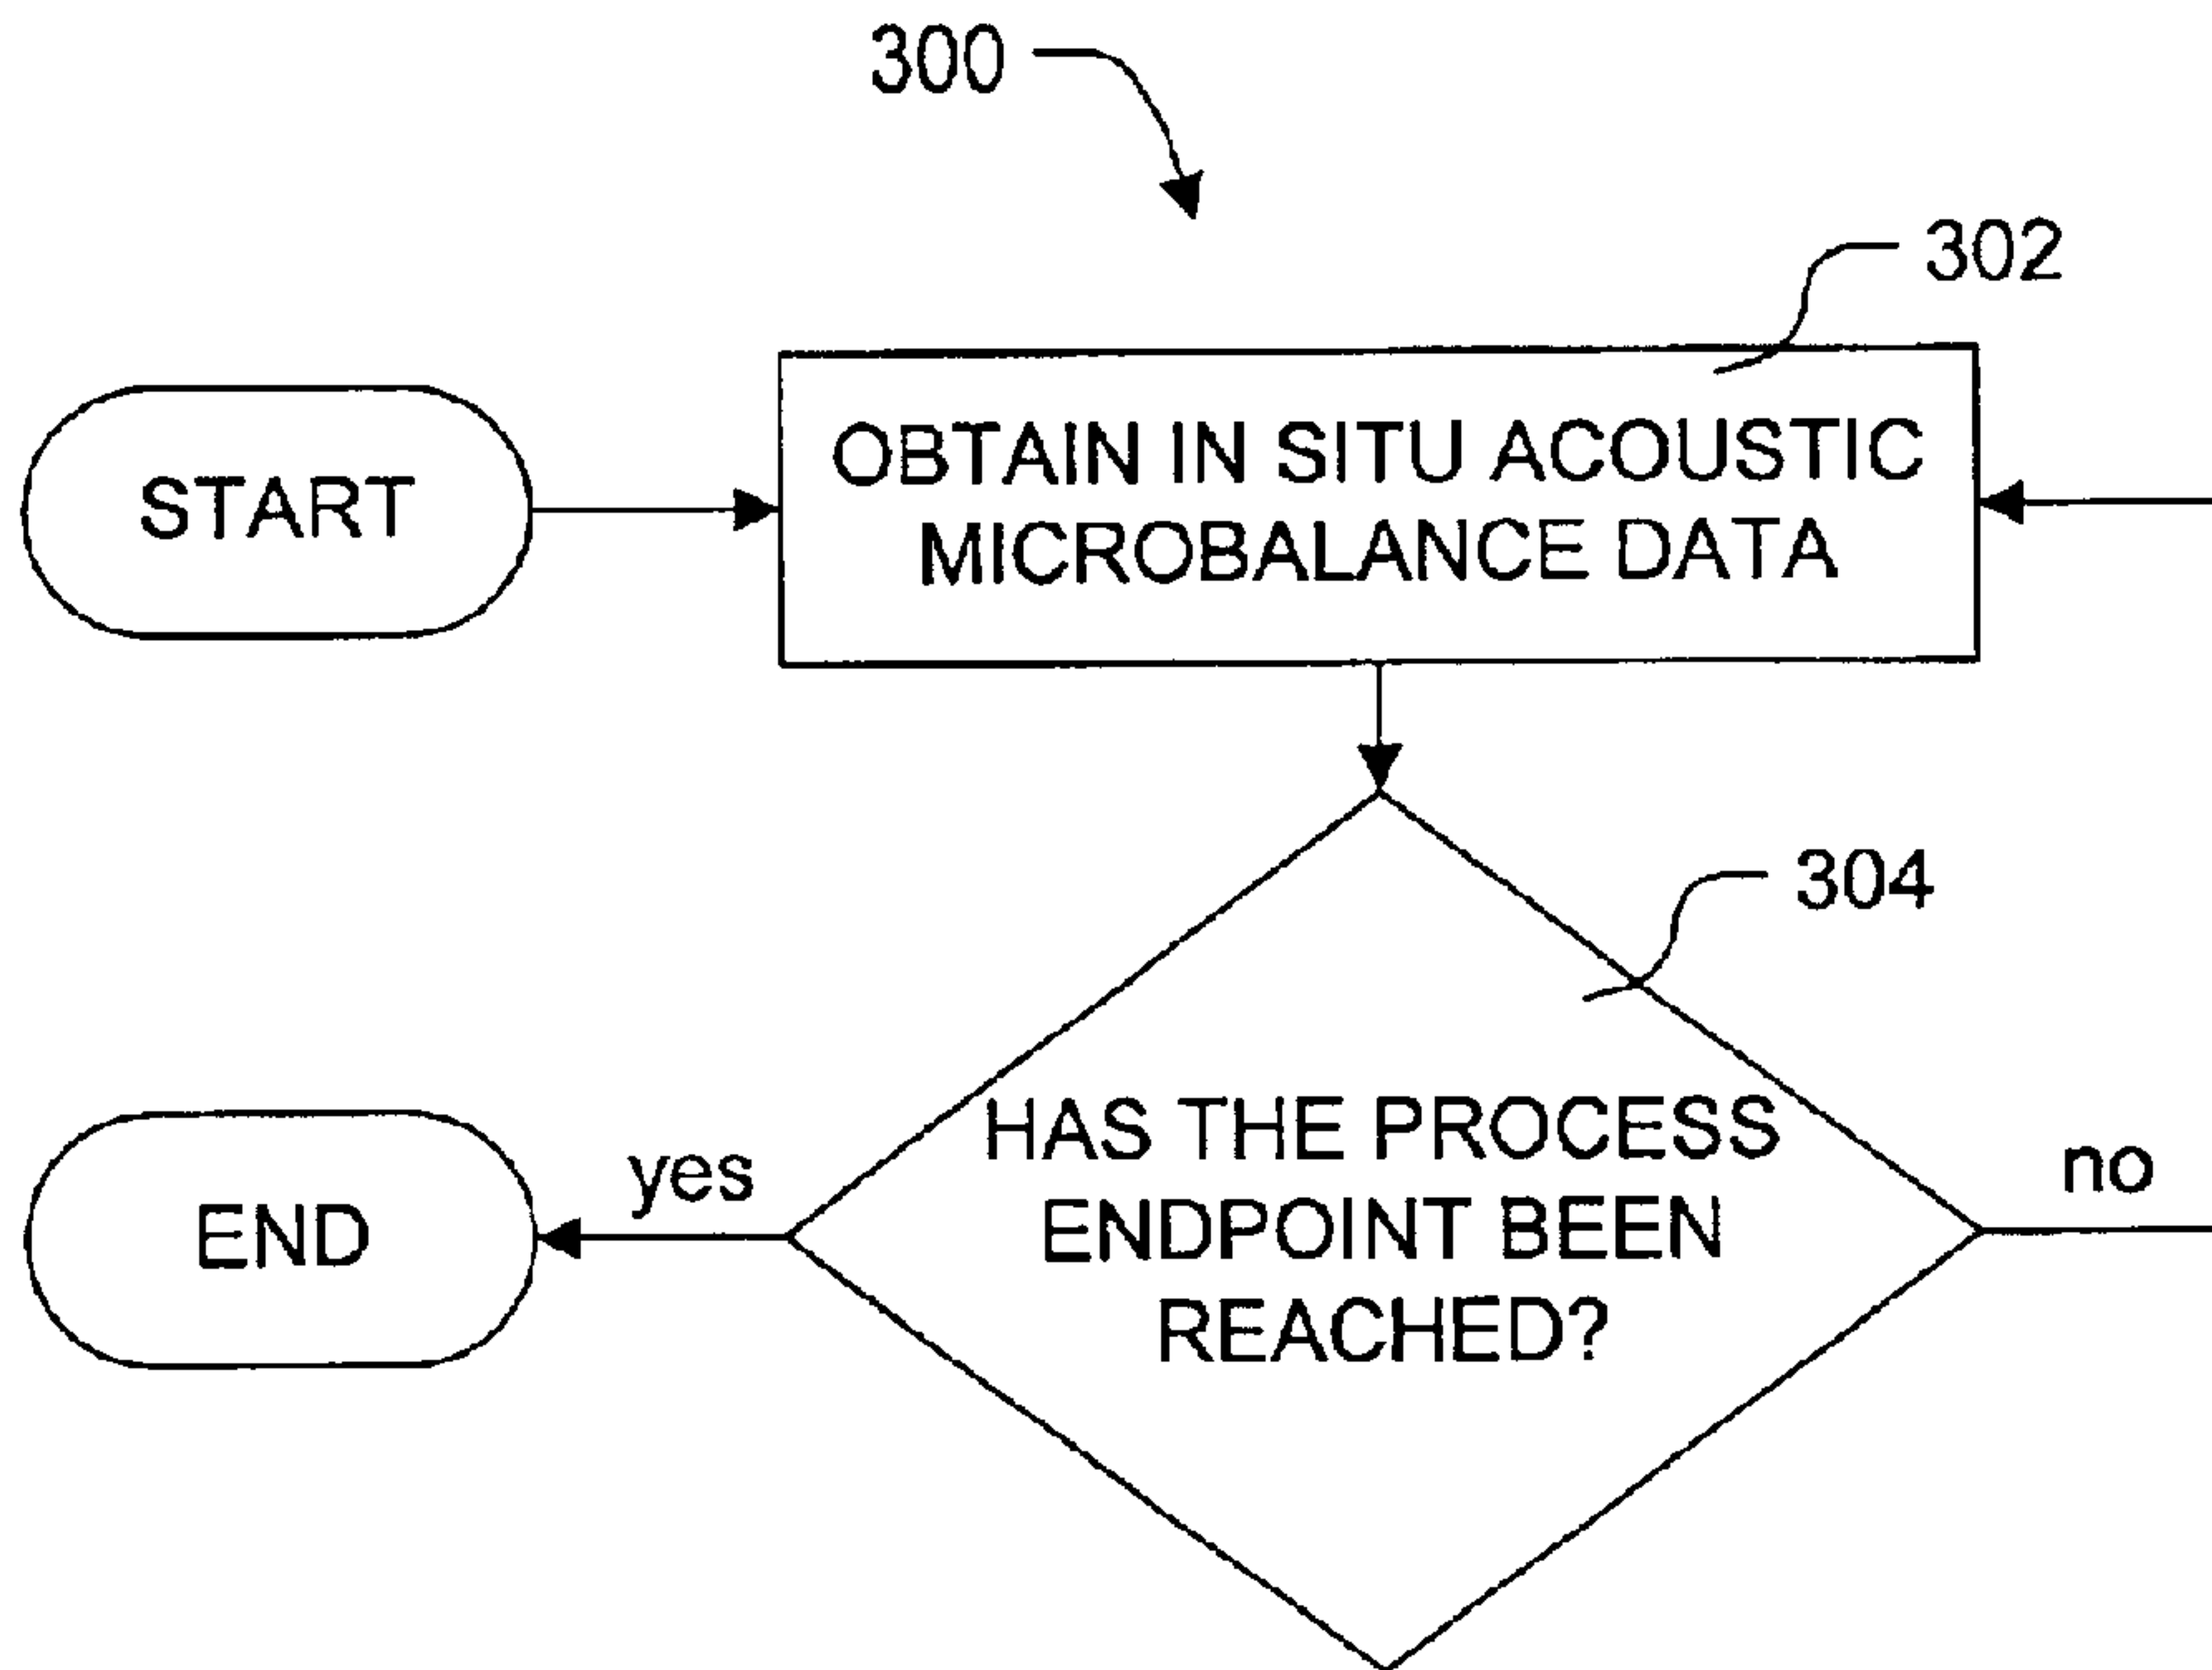 300
302
START
OBTAIN IN SITU ACOUSTIC
MICROBALANCE DATA
304
HAS THE PROCESS
ENDPOINT BEEN
REACHED?
yes
no
END